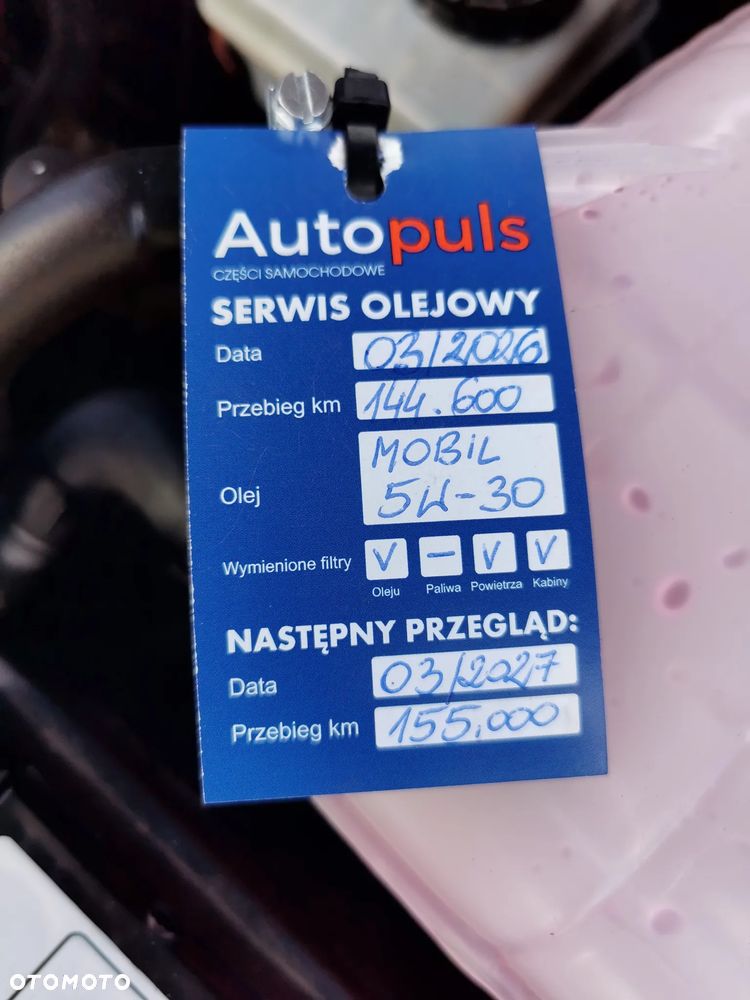 Autopuls
CZĘŚCI SAMOCHODOWE
SERWIS OLEJOWY
Data 03/2026
Przebieg km 144.600
Olej MOBIL
5W-30
Wymienione filtry V – V V
Oleju Paliwa Powietrza Kabiny
NASTĘPNY PRZEGLĄD:
Data 03/2027
Przebieg km 155.000
OTOMOTO